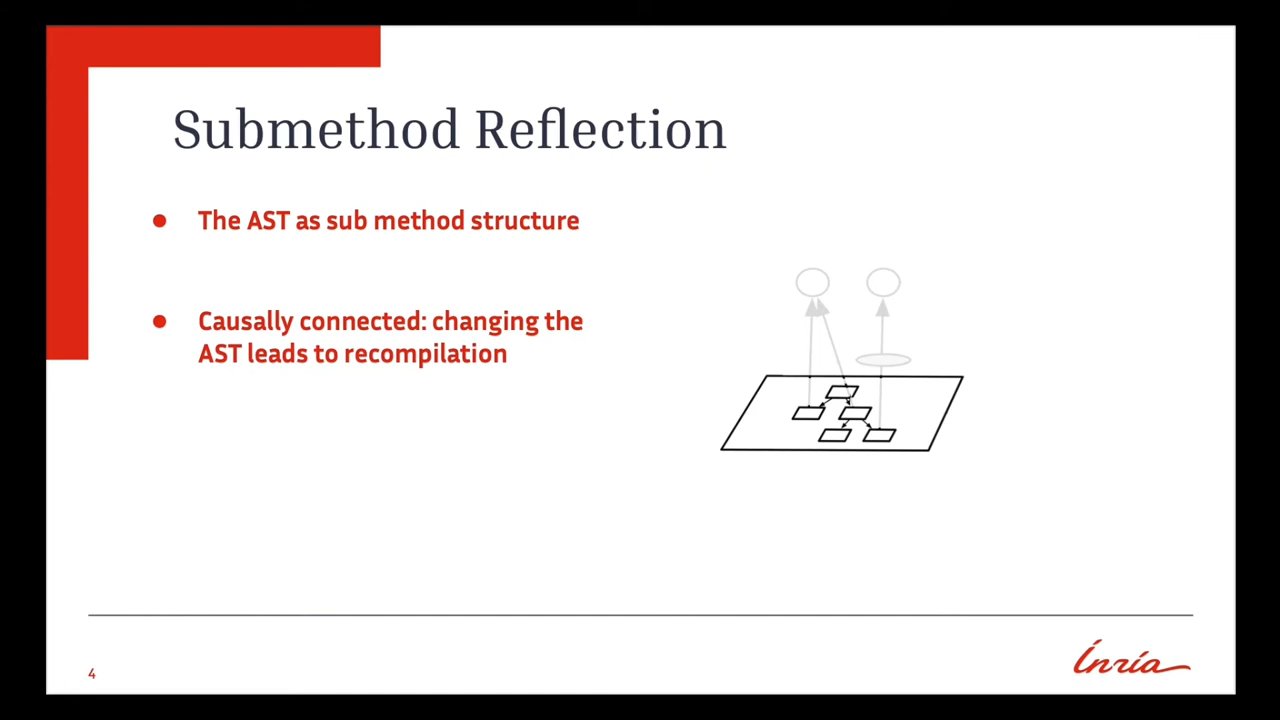 Submethod Reflection
● The AST as sub method structure
● Causally connected: changing the
AST leads to recompilation
4
Inria